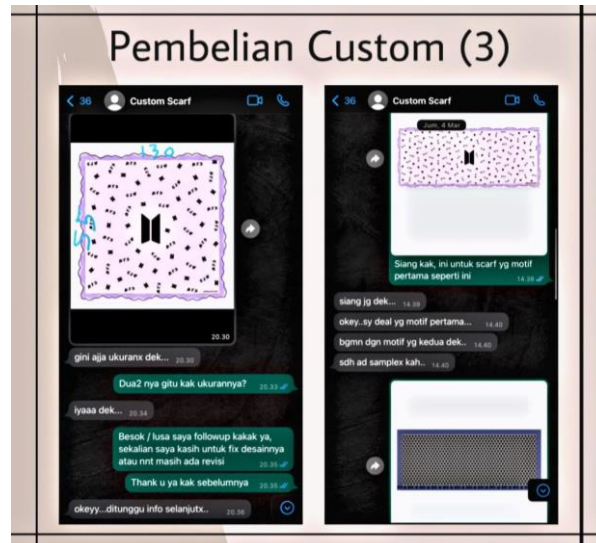 Pembelian Custom (3)
36
Custom Scarf
130
55
20.30
gini ajja ukuranx dek... 20.30
Dua2 nya gitu kak ukurannya? 20.33
iyaaa dek... 20.34
Besok / lusa saya followup kakak ya,
sekalian saya kasih untuk fix desainnya
atau nnt masih ada revisi 20.35
Thank u ya kak sebelumnya 20.35
okeyy...ditunggu info selanjutx.. 20.36
36
Custom Scarf
Jum, 4 Mar
Siang kak, ini untuk scarf yg motif
pertama seperti ini 14.39
siang jg dek... 14.39
okey..sy deal yg motif pertama... 14.40
bgmn dgn motif yg kedua dek.. 14.40
sdh ad samplex kah.. 14.40